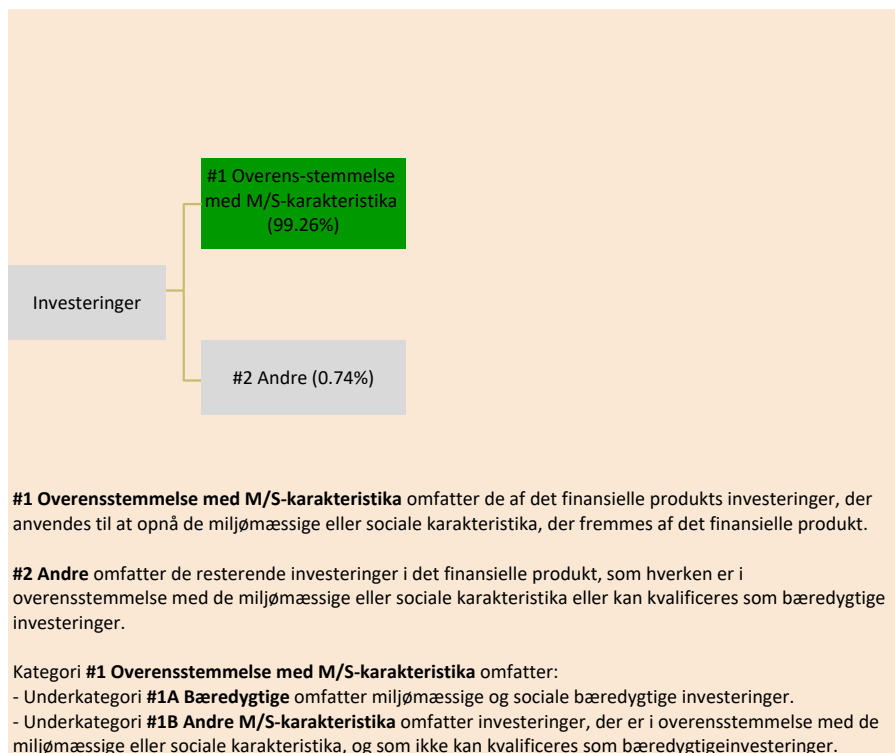 #1 Overens-stemmelse
med M/S-karakteristika
(99.26%)
Investeringer
#2 Andre (0.74%)
#1 Overensstemmelse med M/S-karakteristika omfatter de af det finansielle produkts investeringer, der
anvendes til at opnå de miljømæssige eller sociale karakteristika, der fremmes af det finansielle produkt.
#2 Andre omfatter de resterende investeringer i det finansielle produkt, som hverken er i
overensstemmelse med de miljømæssige eller sociale karakteristika eller kan kvalificeres som bæredygtige
investeringer.
Kategori #1 Overensstemmelse med M/S-karakteristika omfatter:
- Underkategori #1A Bæredygtige omfatter miljømæssige og sociale bæredygtige investeringer.
- Underkategori #1B Andre M/S-karakteristika omfatter investeringer, der er i overensstemmelse med de
miljømæssige eller sociale karakteristika, og som ikke kan kvalificeres som bæredygtigeinvesteringer.